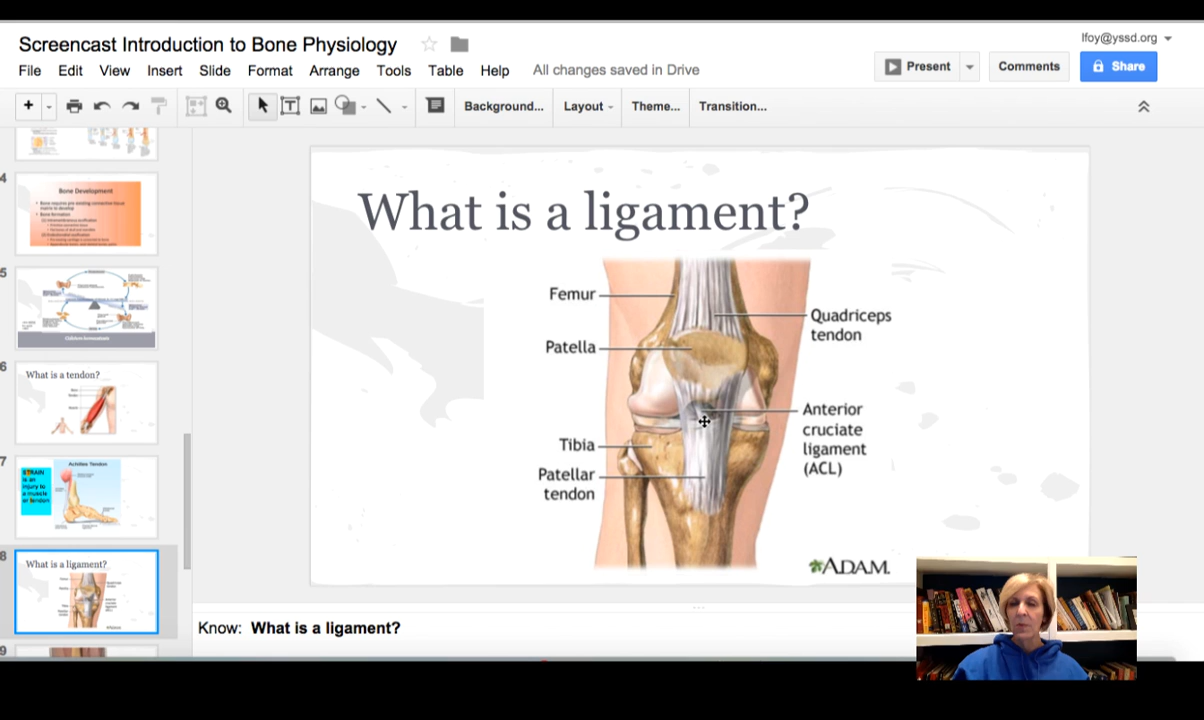 Screencast Introduction to Bone Physiology
lfoy@yssd.org
File Edit View Insert Slide Format Arrange Tools Table Help All changes saved in Drive
Present Comments Share
Background... Layout Theme... Transition...
4
Bone Development
5
6
What is a tendon?
7
Achilles Tendon
STRAIN
is an
injury to
a muscle
or tendon
8
What is a ligament?
9
What is a ligament?
Femur
Quadriceps
tendon
Patella
Anterior
cruciate
ligament
(ACL)
Tibia
Patellar
tendon
ADAM.
Know: What is a ligament?